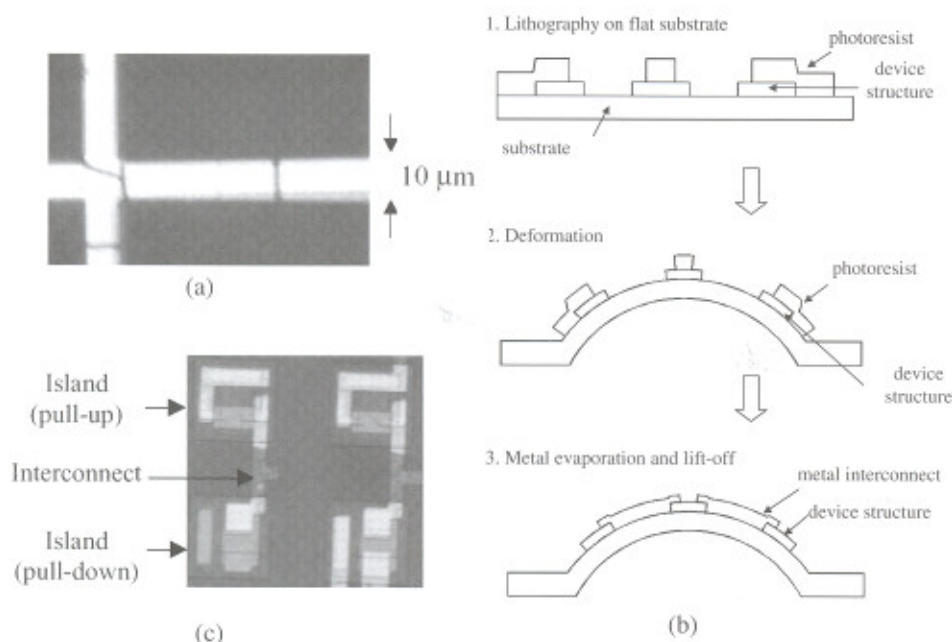 10 μm
(a)
Island
(pull-up)
Interconnect
Island
(pull-down)
(c)
1. Lithography on flat substrate
photoresist
device
structure
substrate
2. Deformation
photoresist
device
structure
3. Metal evaporation and lift-off
metal interconnect
device structure
(b)